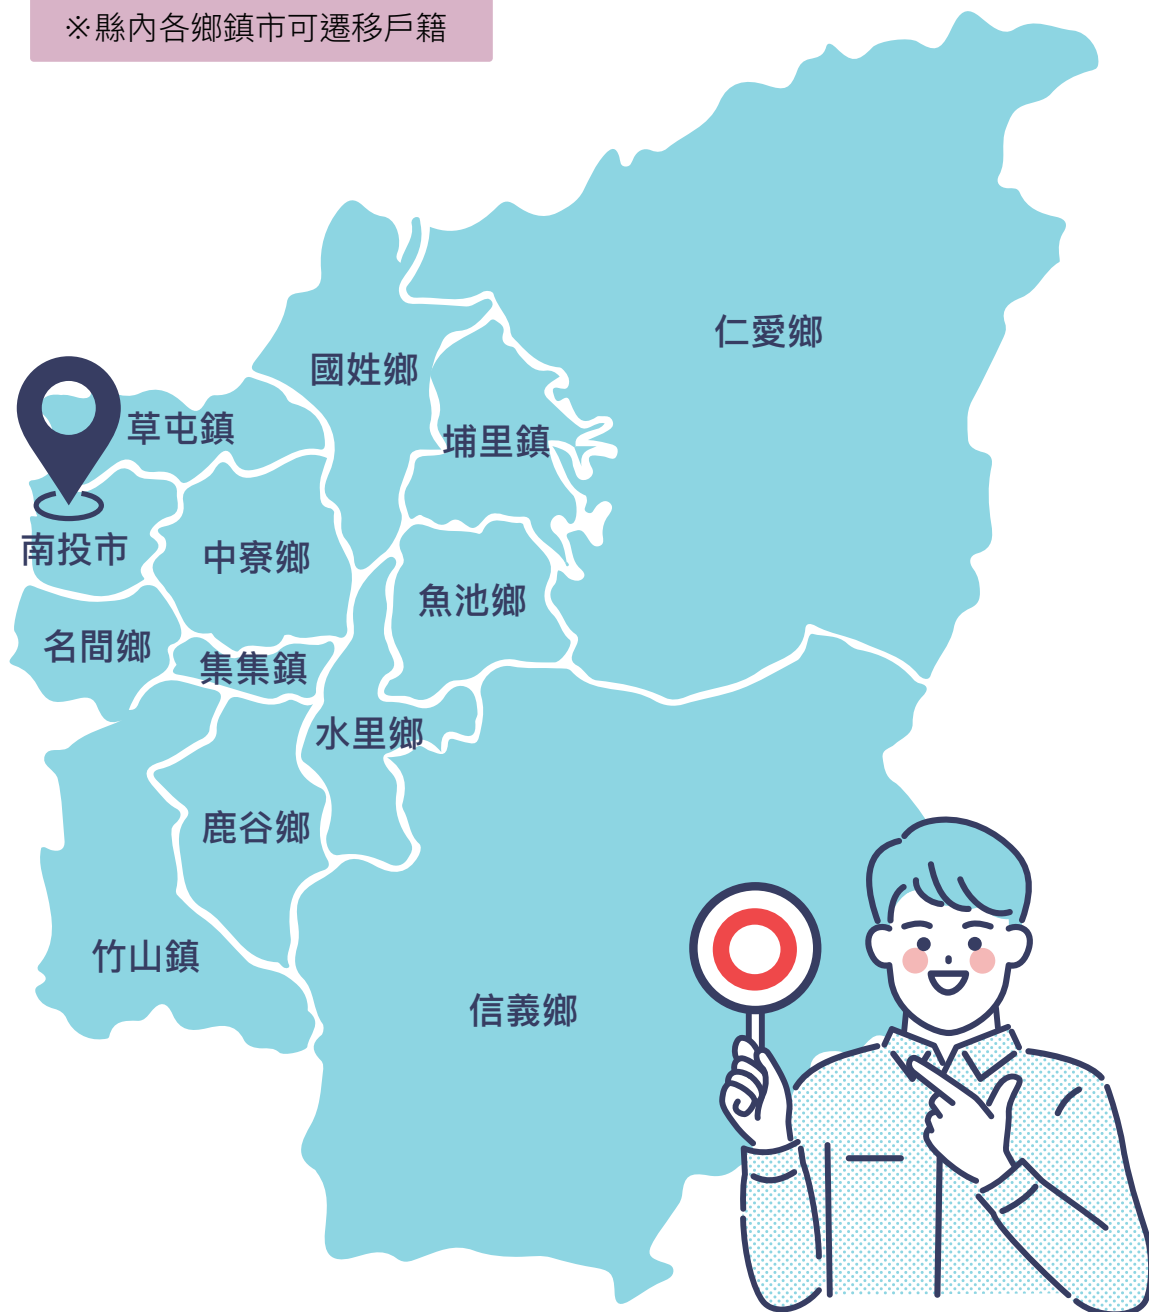 ※縣內各鄉鎮市可遷移戶籍
仁愛鄉
國姓鄉
草屯鎮
埔里鎮
南投市
中寮鄉
魚池鄉
名間鄉
集集鎮
水里鄉
鹿谷鄉
竹山鎮
信義鄉